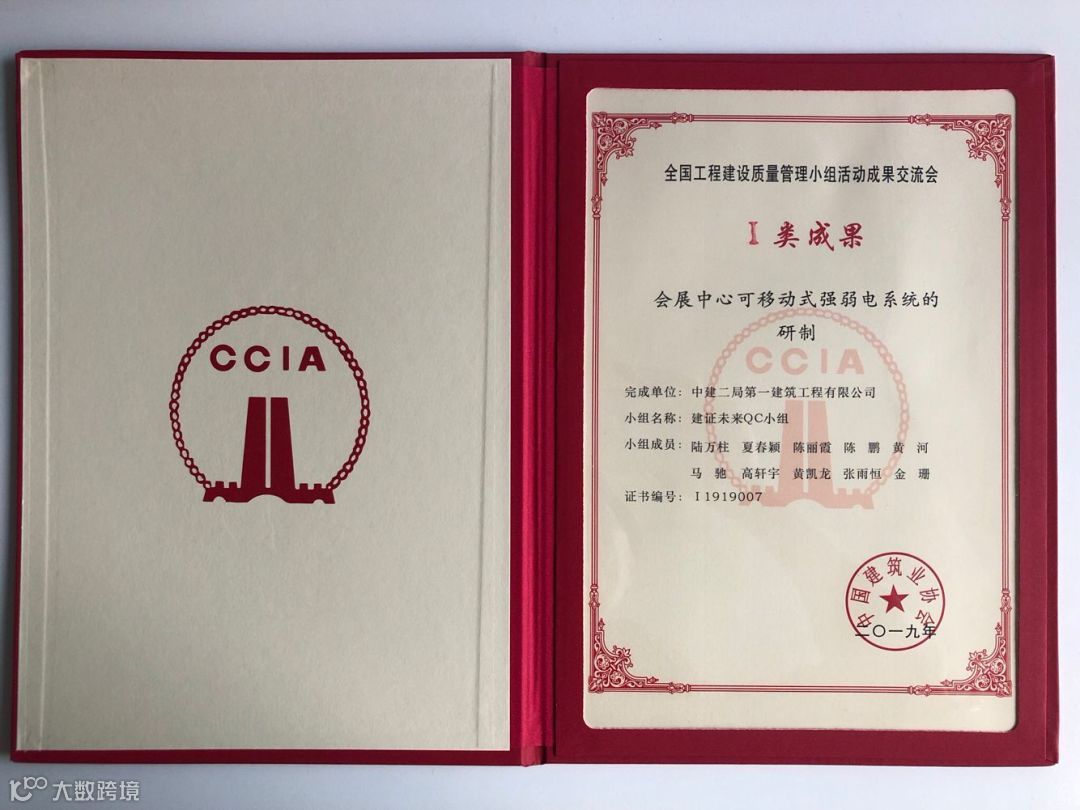 CCIA
全国工程建设质量管理小组活动成果交流会
I 类成果
会展中心可移动式强弱电系统的
研制
CCIA
完成单位：中建二局第一建筑工程有限公司
小组名称：建证未来QC小组
小组成员：陆万柱 夏春颖 陈丽霞 陈 鹏 黄 河
马 驰 高轩宇 黄凯龙 张雨恒 金 珊
证书编号：I1919007
中国建筑业协会
二〇一九年
大数跨境